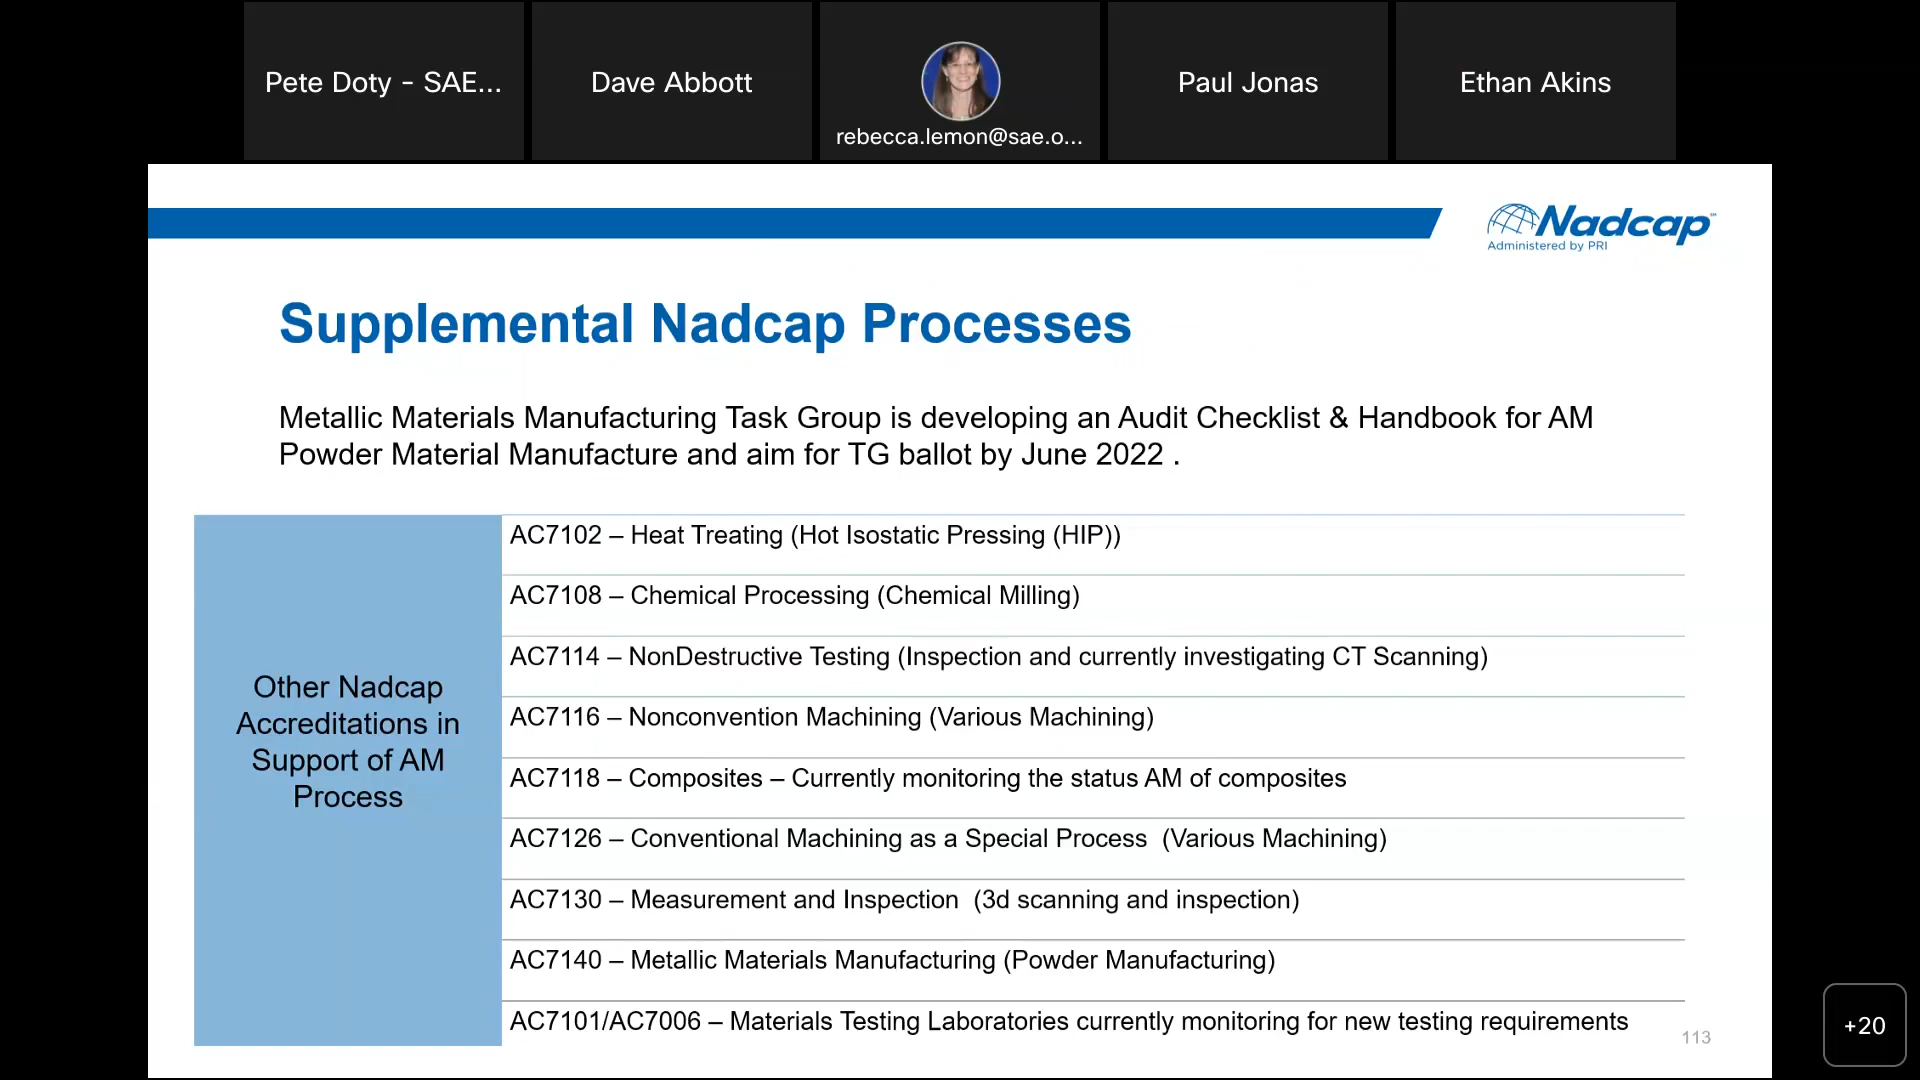 Pete Doty - SAE...
Dave Abbott
rebecca.lemon@sae.o...
Paul Jonas
Ethan Akins
Nadcap
Administered by PRI
Supplemental Nadcap Processes
Metallic Materials Manufacturing Task Group is developing an Audit Checklist & Handbook for AM
Powder Material Manufacture and aim for TG ballot by June 2022 .
Other Nadcap
Accreditations in
Support of AM
Process
AC7102 – Heat Treating (Hot Isostatic Pressing (HIP))
AC7108 – Chemical Processing (Chemical Milling)
AC7114 – NonDestructive Testing (Inspection and currently investigating CT Scanning)
AC7116 – Nonconvention Machining (Various Machining)
AC7118 – Composites – Currently monitoring the status AM of composites
AC7126 – Conventional Machining as a Special Process  (Various Machining)
AC7130 – Measurement and Inspection  (3d scanning and inspection)
AC7140 – Metallic Materials Manufacturing (Powder Manufacturing)
AC7101/AC7006 – Materials Testing Laboratories currently monitoring for new testing requirements
113
+20